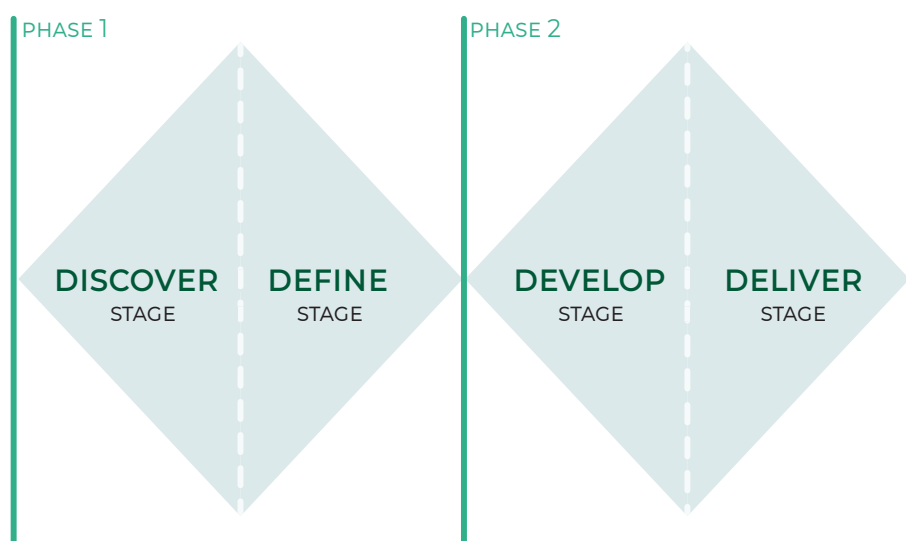 PHASE 1
PHASE 2
DISCOVER
STAGE
DEFINE
STAGE
DEVELOP
STAGE
DELIVER
STAGE